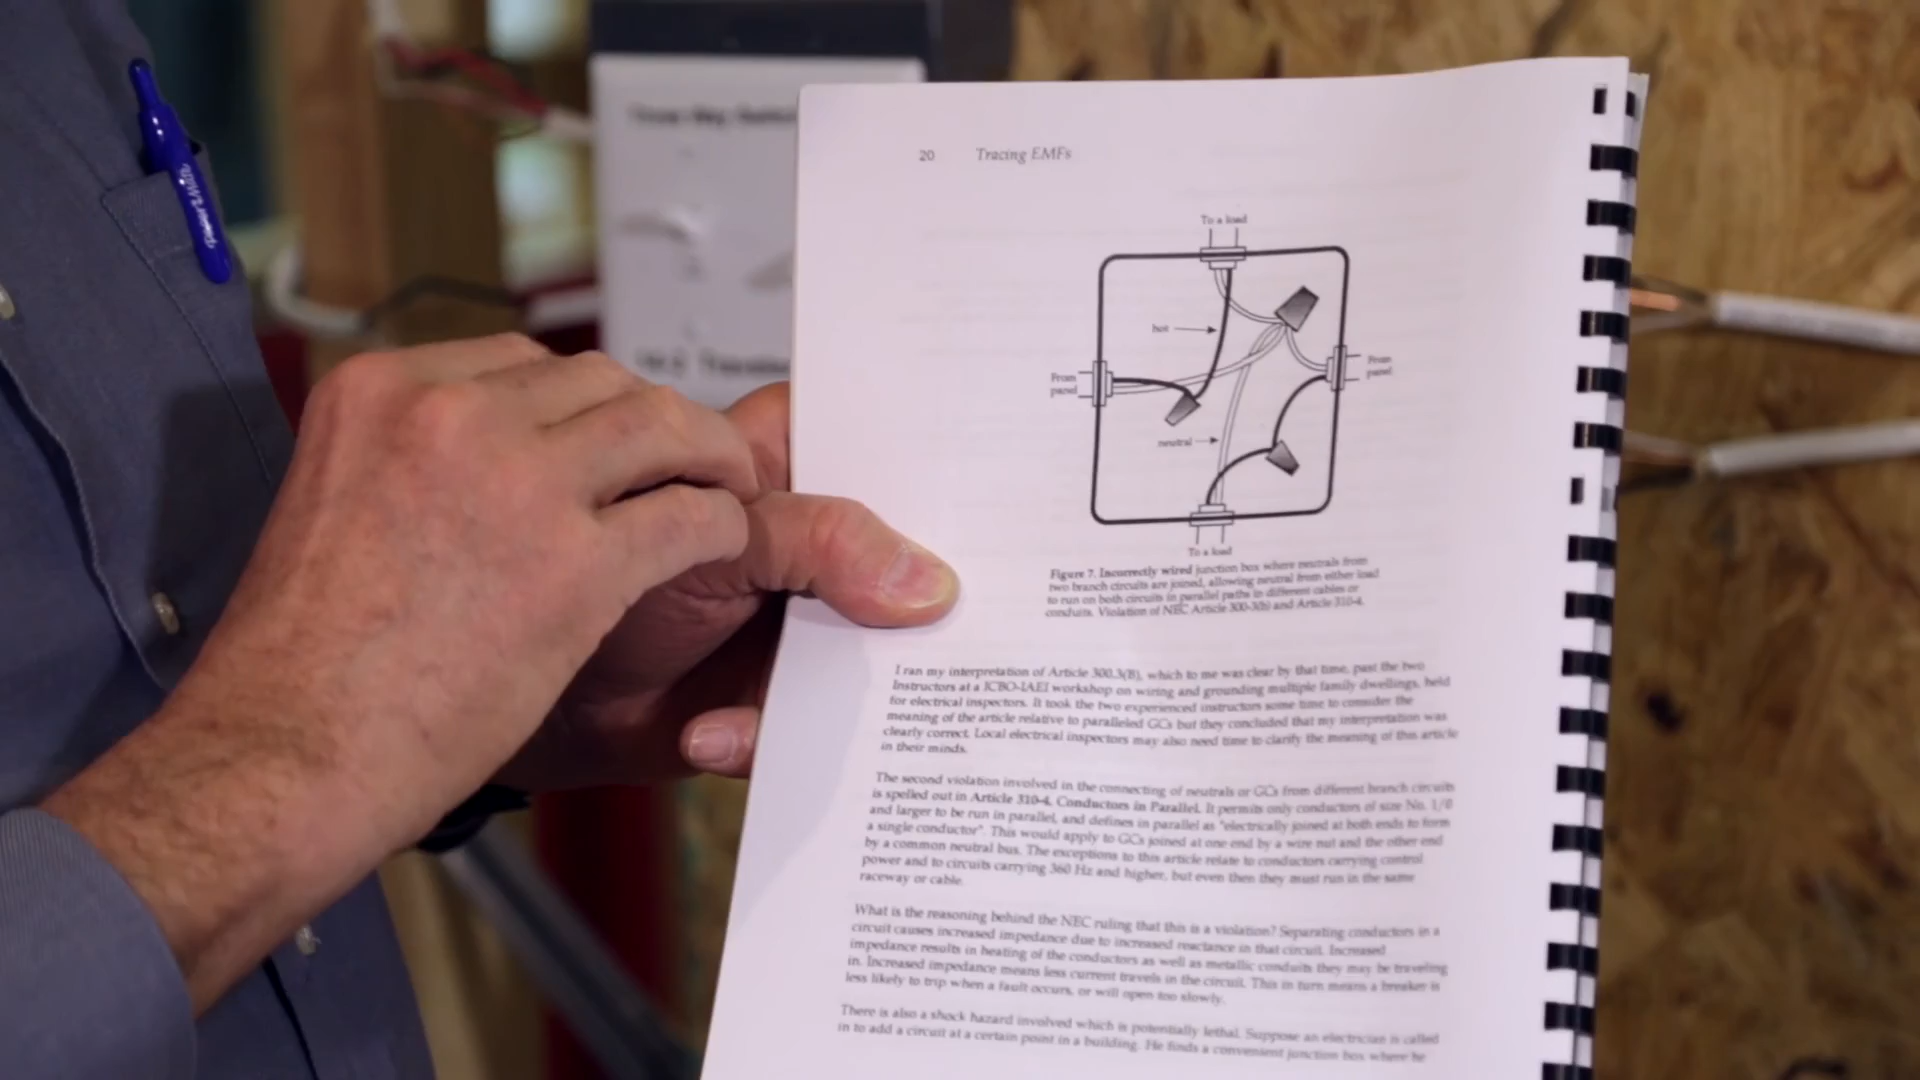 20 Tracing EMFs
To a load
hot
From
panel
From
panel
neutral
To a load
Figure 7. Incorrectly wired junction box where neutrals from
two branch circuits are joined, allowing neutral from either load
to run on both circuits in parallel paths in different cables or
conduits. Violation of NEC Article 300-3(b) and Article 310-4.
I ran my interpretation of Article 300.3(B), which to me was clear by that time, past the two
Instructors at a ICBO-IAEI workshop on wiring and grounding multiple family dwellings, held
for electrical inspectors. It took the two experienced instructors some time to consider the
meaning of the article relative to paralleled GCs but they concluded that my interpretation was
clearly correct. Local electrical inspectors may also need time to clarify the meaning of this article
in their minds.
The second violation involved in the connecting of neutrals or GCs from different branch circuits
is spelled out in Article 310-4, Conductors in Parallel. It permits only conductors of size No. 1/0
and larger to be run in parallel, and defines in parallel as "electrically joined at both ends to form
a single conductor". This would apply to GCs joined at one end by a wire nut and the other end
by a common neutral bus. The exceptions to this article relate to conductors carrying control
power and to circuits carrying 360 Hz and higher, but even then they must run in the same
raceway or cable.
What is the reasoning behind the NEC ruling that this is a violation? Separating conductors in a
circuit causes increased impedance due to increased reactance in that circuit. Increased
impedance results in heating of the conductors as well as metallic conduits they may be traveling
in. Increased impedance means less current travels in the circuit. This in turn means a breaker is
less likely to trip when a fault occurs, or will open too slowly.
There is also a shock hazard involved which is potentially lethal. Suppose an electrician is called
in to add a circuit at a certain point in a building. He finds a convenient junction box where he
PaperMate